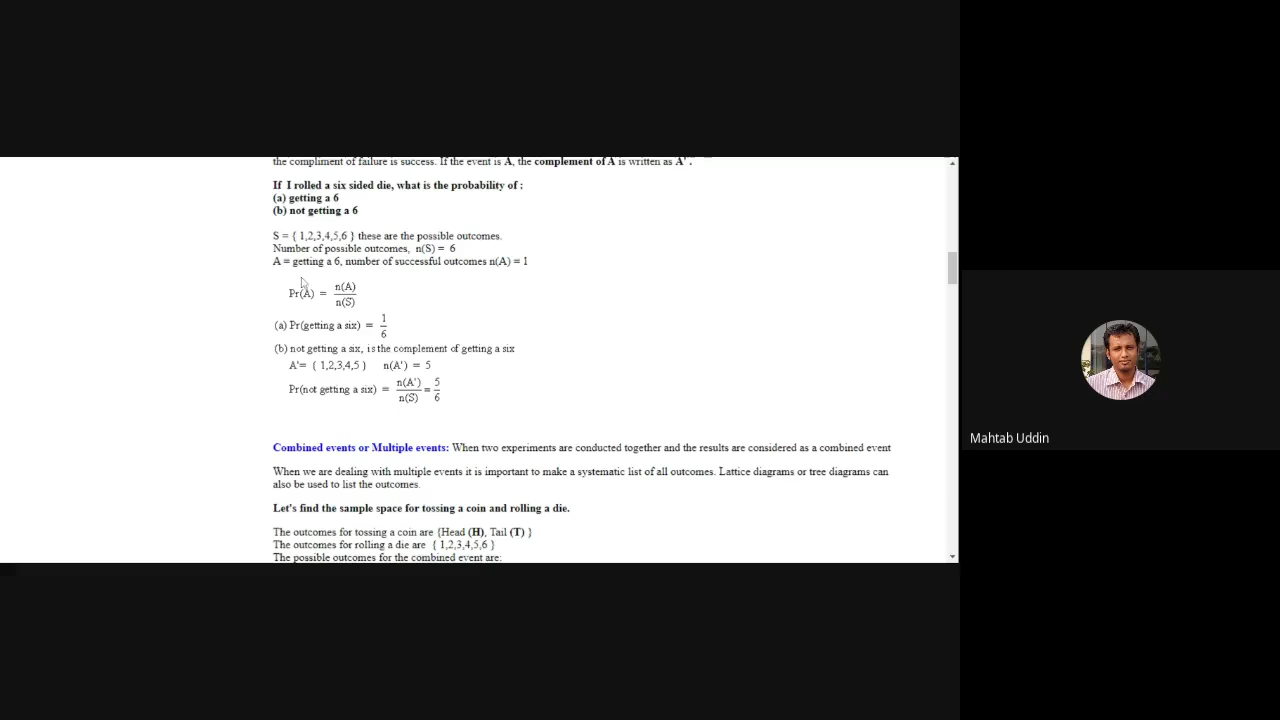 the compliment of failure is success. If the event is A, the complement of A is written as A' .
If I rolled a six sided die, what is the probability of :
(a) getting a 6
(b) not getting a 6
S = { 1,2,3,4,5,6 } these are the possible outcomes.
Number of possible outcomes, n(S) = 6
A = getting a 6, number of successful outcomes n(A) = 1
Pr(A) = n(A) / n(S)
(a) Pr(getting a six) = 1 / 6
(b) not getting a six, is the complement of getting a six
A'= { 1,2,3,4,5 } n(A') = 5
Pr(not getting a six) = n(A') / n(S) = 5 / 6
Combined events or Multiple events: When two experiments are conducted together and the results are considered as a combined event
When we are dealing with multiple events it is important to make a systematic list of all outcomes. Lattice diagrams or tree diagrams can
also be used to list the outcomes.
Let's find the sample space for tossing a coin and rolling a die.
The outcomes for tossing a coin are {Head (H), Tail (T) }
The outcomes for rolling a die are { 1,2,3,4,5,6 }
The possible outcomes for the combined event are:
Mahtab Uddin